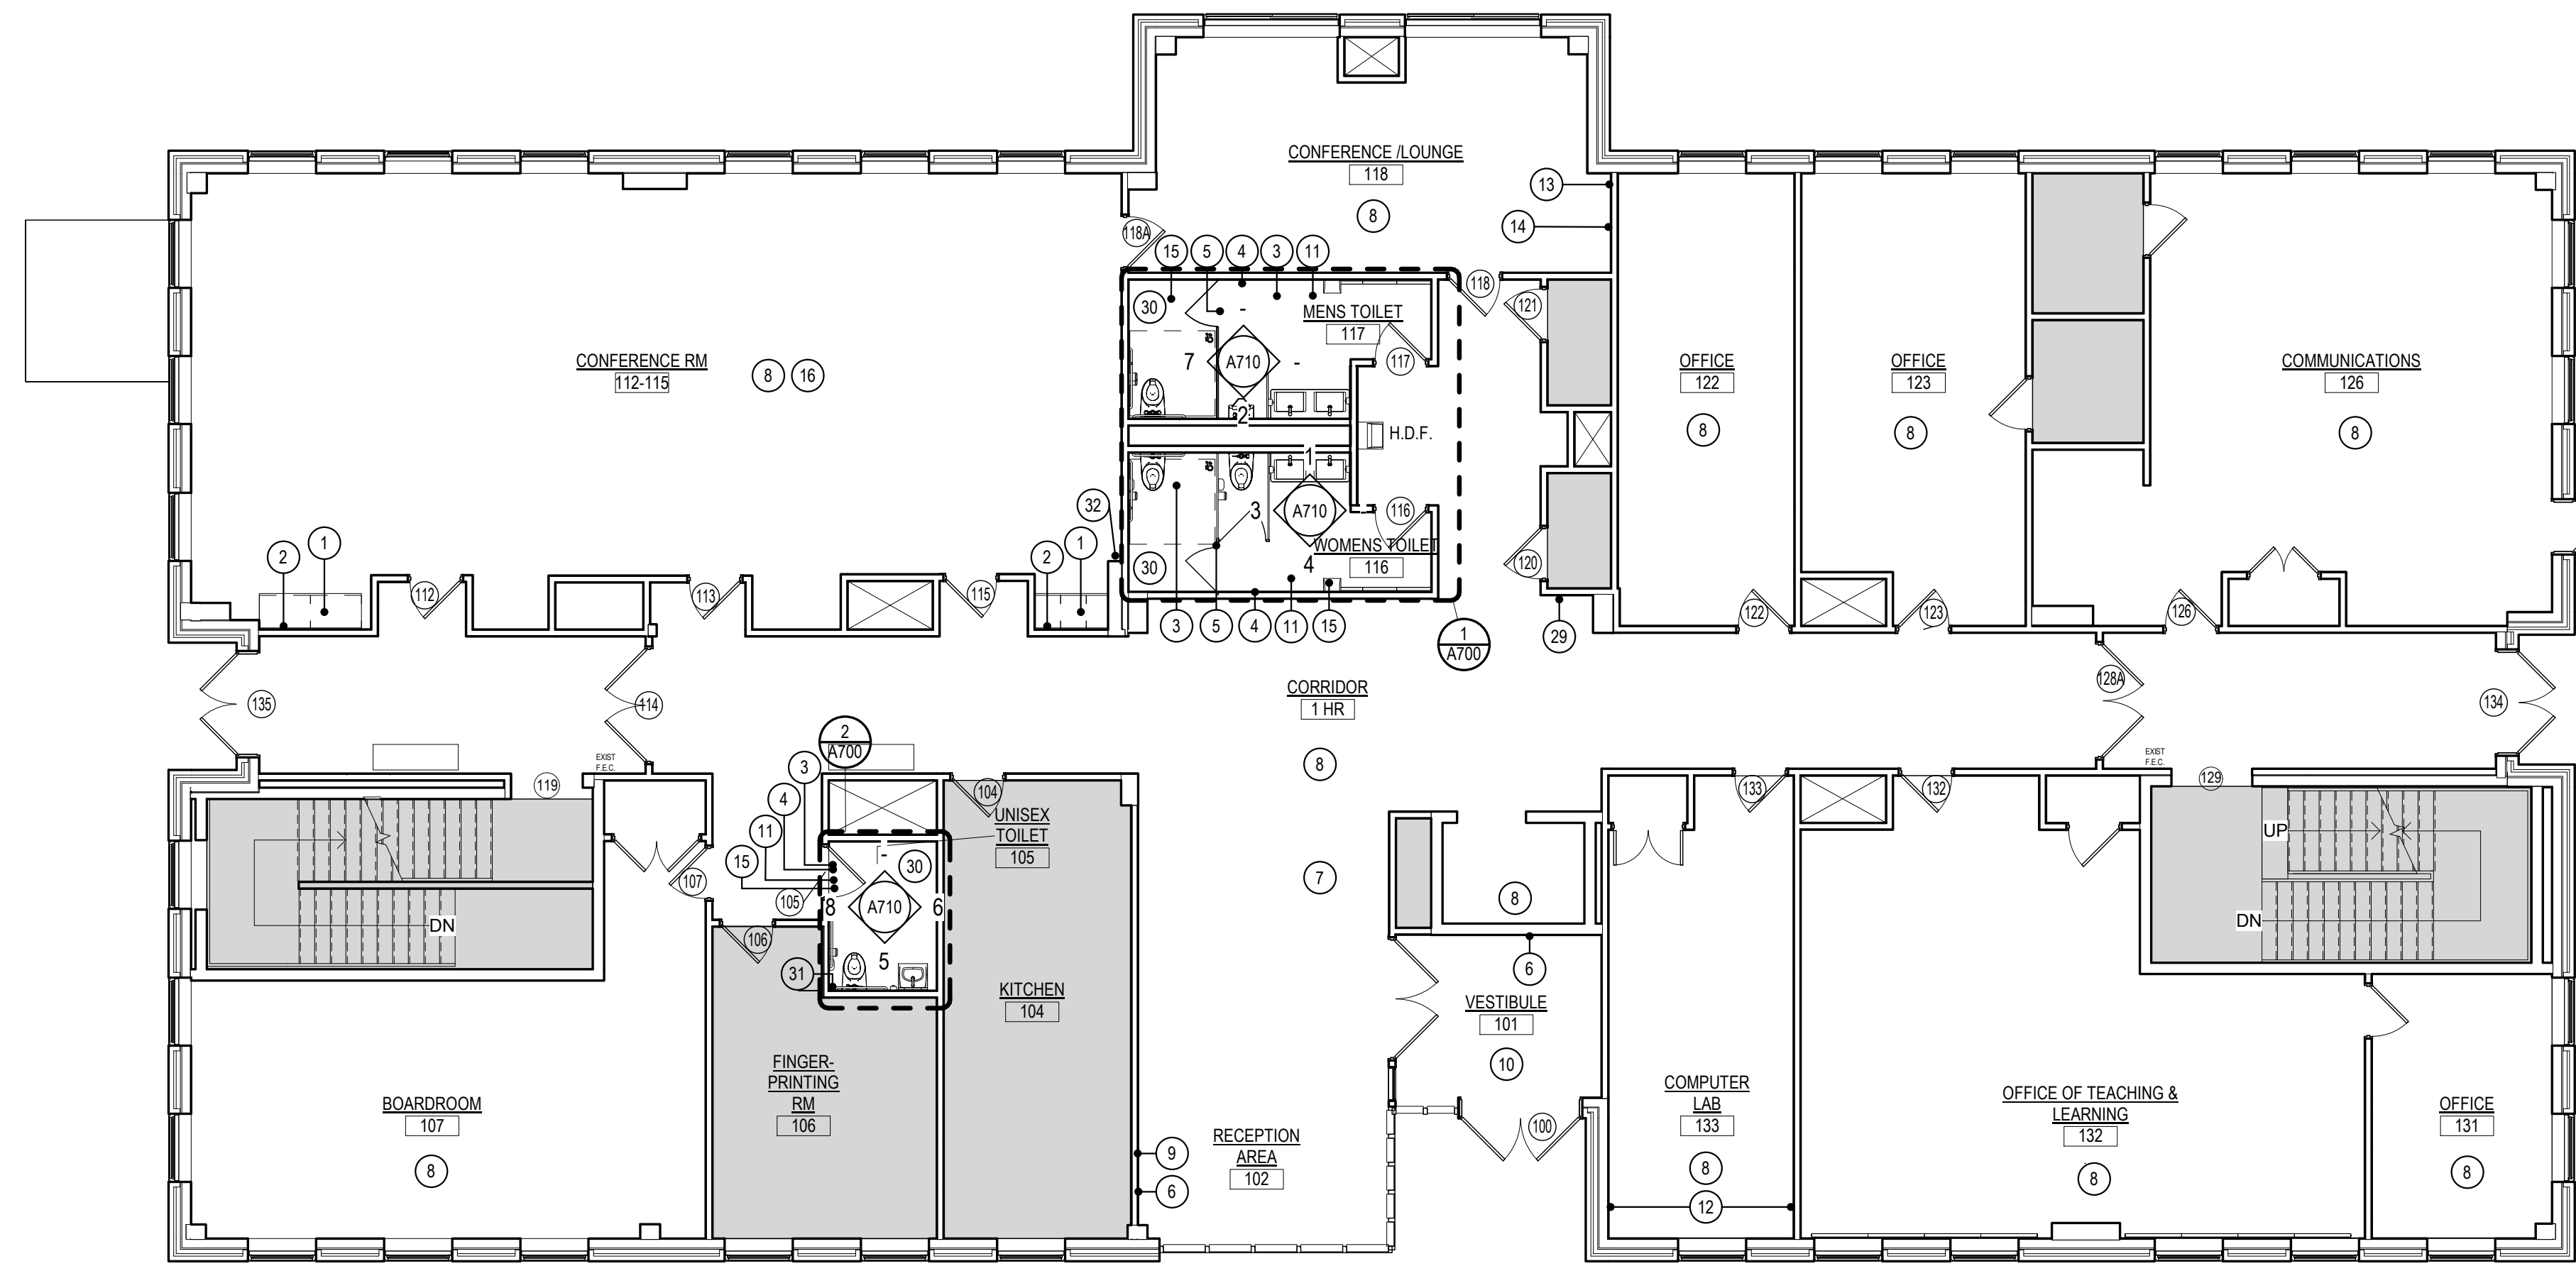 CONFERENCE /LOUNGE
118
8
13
14
118A
15
5
4
3
11
30
MENS TOILET
117
7
A710
2
117
118
121
H.D.F.
CONFERENCE RM
112-115
8
16
OFFICE
122
8
OFFICE
123
8
COMMUNICATIONS
126
8
1
3
A710
116
WOMENS TOILET
116
4
30
120
32
2
1
2
1
112
113
115
3
5
4
11
15
29
1
A700
122
123
126
135
114
CORRIDOR
1 HR
8
128A
134
EXIST
F.E.C.
EXIST
F.E.C.
2
A700
3
4
11
15
119
104
UNISEX
TOILET
105
30
105
8
A710
6
5
31
107
106
DN
133
132
129
UP
DN
7
8
6
KITCHEN
104
VESTIBULE
101
10
100
FINGER-
PRINTING
RM
106
BOARDROOM
107
8
9
6
RECEPTION
AREA
102
COMPUTER
LAB
133
8
12
OFFICE OF TEACHING &
LEARNING
132
8
OFFICE
131
8